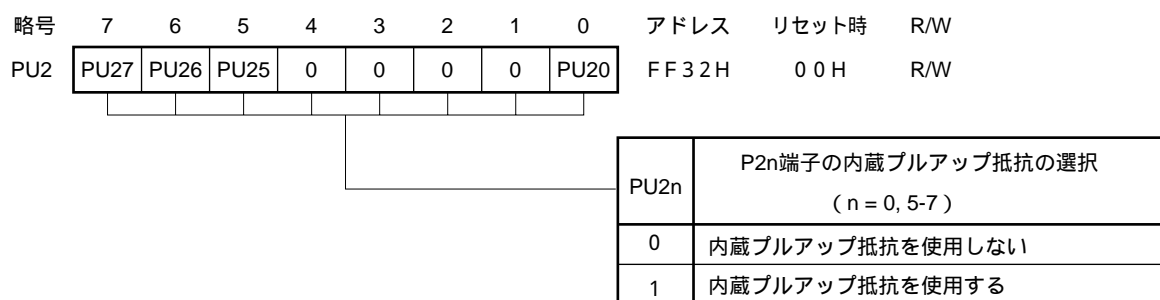 略号 7 6 5 4 3 2 1 0 アドレス リセット時 R/W
PU2 PU27 PU26 PU25 0 0 0 0 PU20 FF32H 00H R/W
PU2n P2n端子の内蔵プルアップ抵抗の選択
(n = 0, 5-7)
0 内蔵プルアップ抵抗を使用しない
1 内蔵プルアップ抵抗を使用する